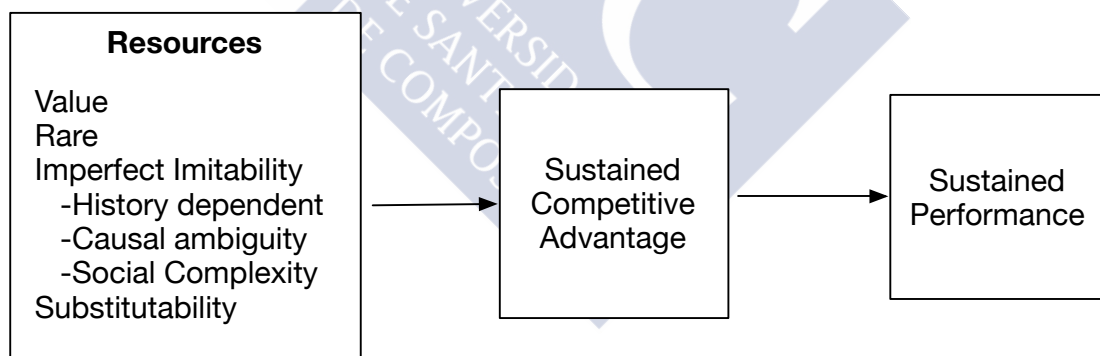 Resources
Value
Rare
Imperfect Imitability
-History dependent
-Causal ambiguity
-Social Complexity
Substitutability
Sustained
Competitive
Advantage
Sustained
Performance